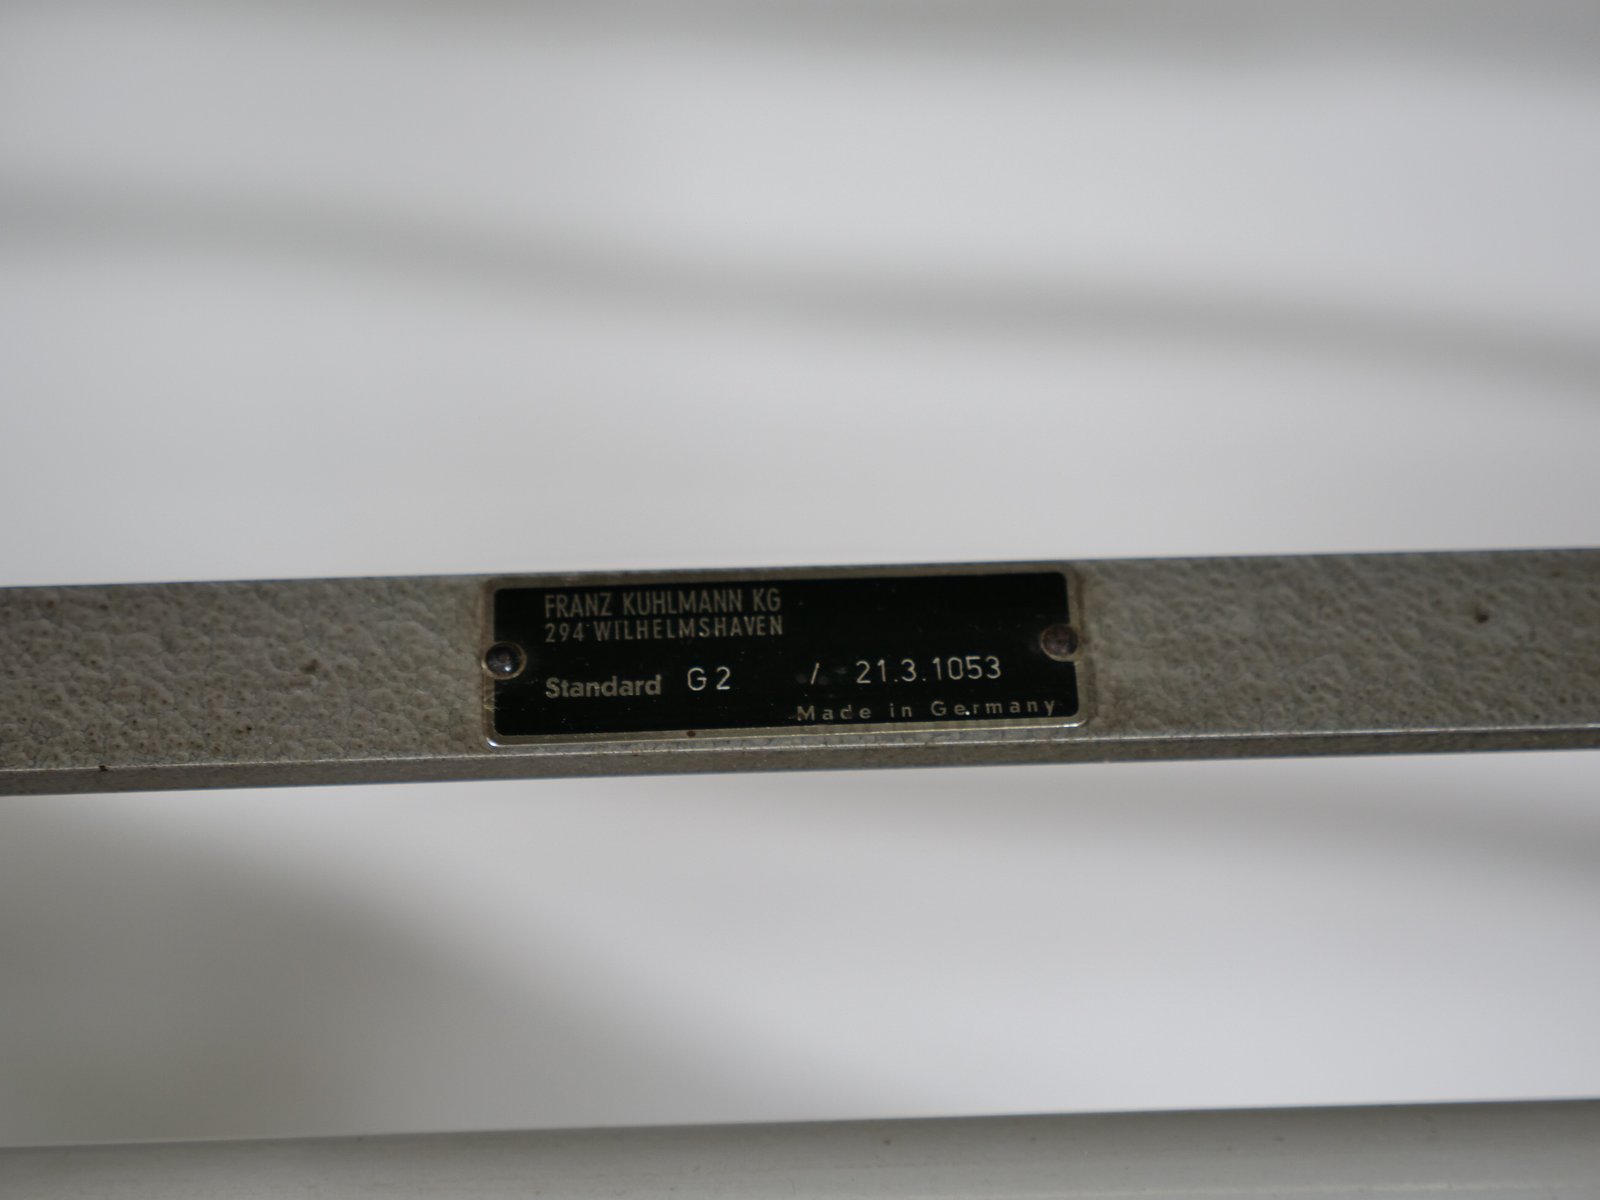 FRANZ KUHLMANN KG
294 WILHELMSHAVEN
Standard G2 / 21.3.1053
Made in Germany